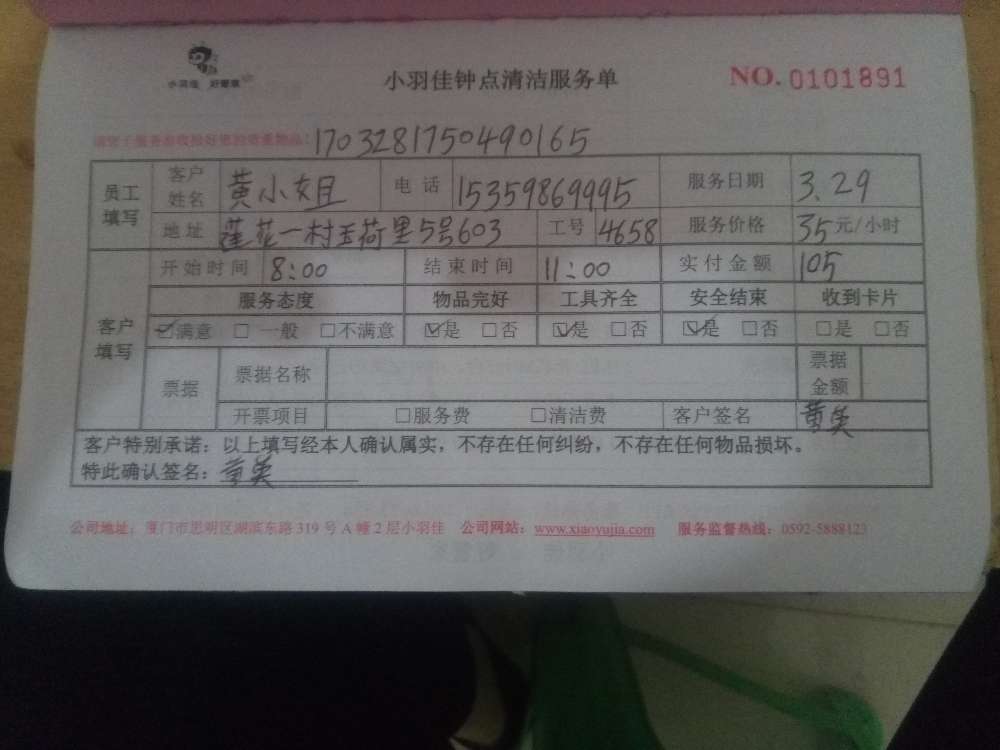 小羽佳 好管家
小羽佳钟点清洁服务单
NO. 0101891
1703281750490165
员工填写 客户姓名 黄小姐 电话 15359869995 服务日期 3.29
地址 莲花一村玉荷里5号603 工号 4658 服务价格 35元/小时
客户填写 开始时间 8:00 结束时间 11:00 实付金额 105
服务态度 物品完好 工具齐全 安全结束 收到卡片
☑满意 □一般 □不满意 ☑是 □否 ☑是 □否 ☑是 □否 □是 □否
票据 票据名称 票据金额
开票项目 □服务费 □清洁费 客户签名
客户特别承诺：以上填写经本人确认属实，不存在任何纠纷，不存在任何物品损坏。
特此确认签名：
公司地址：厦门市思明区湖滨东路 319 号 A 幢 2 层小羽佳 公司网站：www.xiaoyujia.com 服务监督热线：0592-5888123